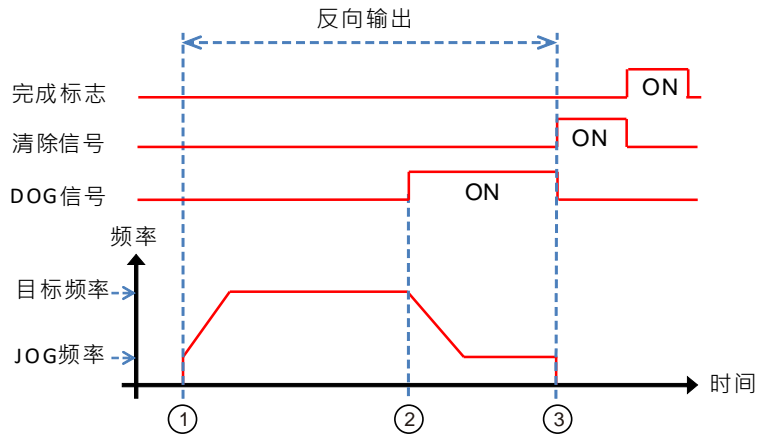 反向输出
完成标志
ON
清除信号
ON
DOG信号
ON
频率
目标频率
JOG频率
时间
① ② ③